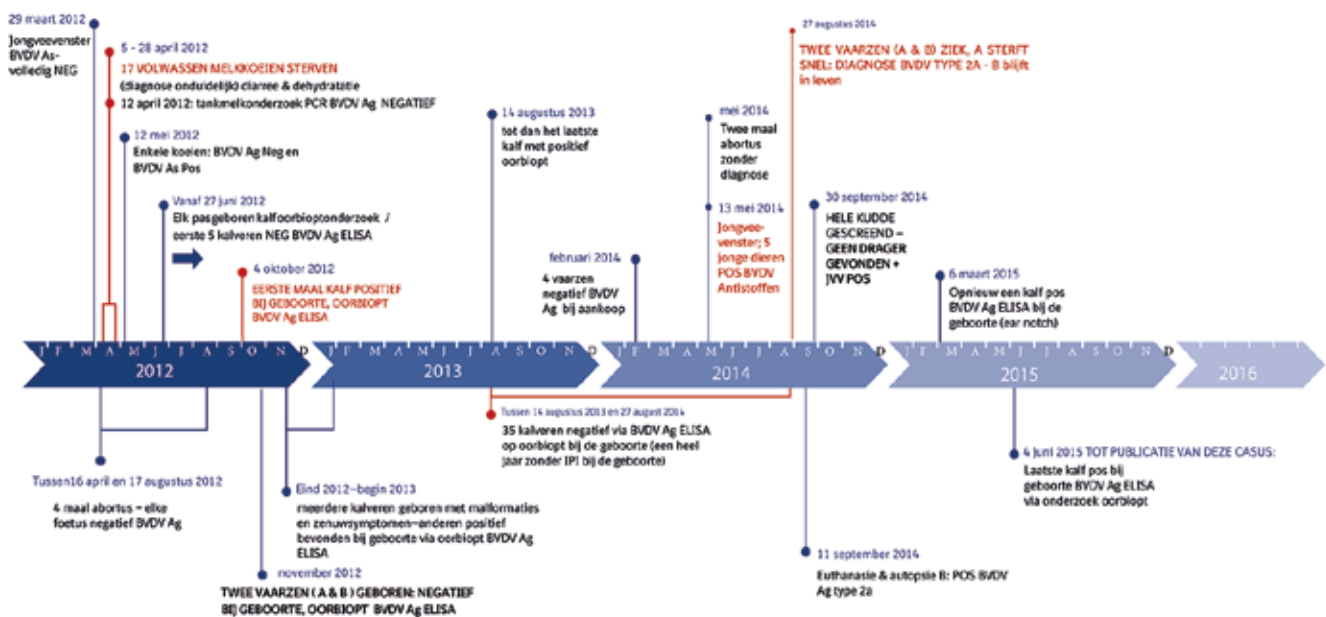 29 maart 2012
Jongveevenster
BVDV As-
volledig NEG
5 - 28 april 2012
17 VOLWASSEN MELKKOEIEN STERVEN
(diagnose onduidelijk) diarree & dehydratatie
12 april 2012: tankmelkonderzoek PCR BVDV Ag NEGATIEF
12 mei 2012
Enkele koeien: BVDV Ag Neg en
BVDV As Pos
Vanaf 27 juni 2012
Elk pasgeboren kalf oorbioptonderzoek /
eerste 5 kalveren NEG BVDV Ag ELISA
4 oktober 2012
EERSTE MAAL KALF POSITIEF
BIJ GEBOORTE, OORBIOPT
BVDV Ag ELISA
14 augustus 2013
tot dan het laatste
kalf met positief
oorbiopt
februari 2014
4 vaarzen
negatief BVDV
Ag bij aankoop
mei 2014
Twee maal
abortus
zonder
diagnose
13 mei 2014
Jongvee-
venster; 5
jonge dieren
POS BVDV
Antistoffen
27 augustus 2014
TWEE VAARZEN (A & B) ZIEK, A STERFT
SNEL: DIAGNOSE BVDV TYPE 2A - B blijft
in leven
30 september 2014
HELE KUDDE
GESCREEND –
GEEN DRAGER
GEVONDEN +
JVV POS
6 maart 2015
Opnieuw een kalf pos
BVDV Ag ELISA bij de
geboorte (ear notch)
J F M A M J J A S O N D J F M A M J J A S O N D J F M A M J J A S O N D J F M A M J J A S O N D
2012 2013 2014 2015 2016
Tussen16 april en 17 augustus 2012
4 maal abortus – elke
foetus negatief BVDV Ag
november 2012
TWEE VAARZEN ( A & B ) GEBOREN: NEGATIEF
BIJ GEBOORTE, OORBIOPT BVDV Ag ELISA
Eind 2012–begin 2013
meerdere kalveren geboren met malformaties
en zenuwsymptomen–anderen positief
bevonden bij geboorte via oorbiopt BVDV Ag
ELISA
Tussen 14 augustus 2013 en 27 august 2014
35 kalveren negatief via BVDV Ag ELISA
op oorbiopt bij de geboorte (een heel
jaar zonder IPI bij de geboorte)
11 september 2014
Euthanasie & autopsie B: POS BVDV
Ag type 2a
4 juni 2015 TOT PUBLICATIE VAN DEZE CASUS:
Laatste kalf pos bij
geboorte BVDV Ag ELISA
via onderzoek oorbiopt